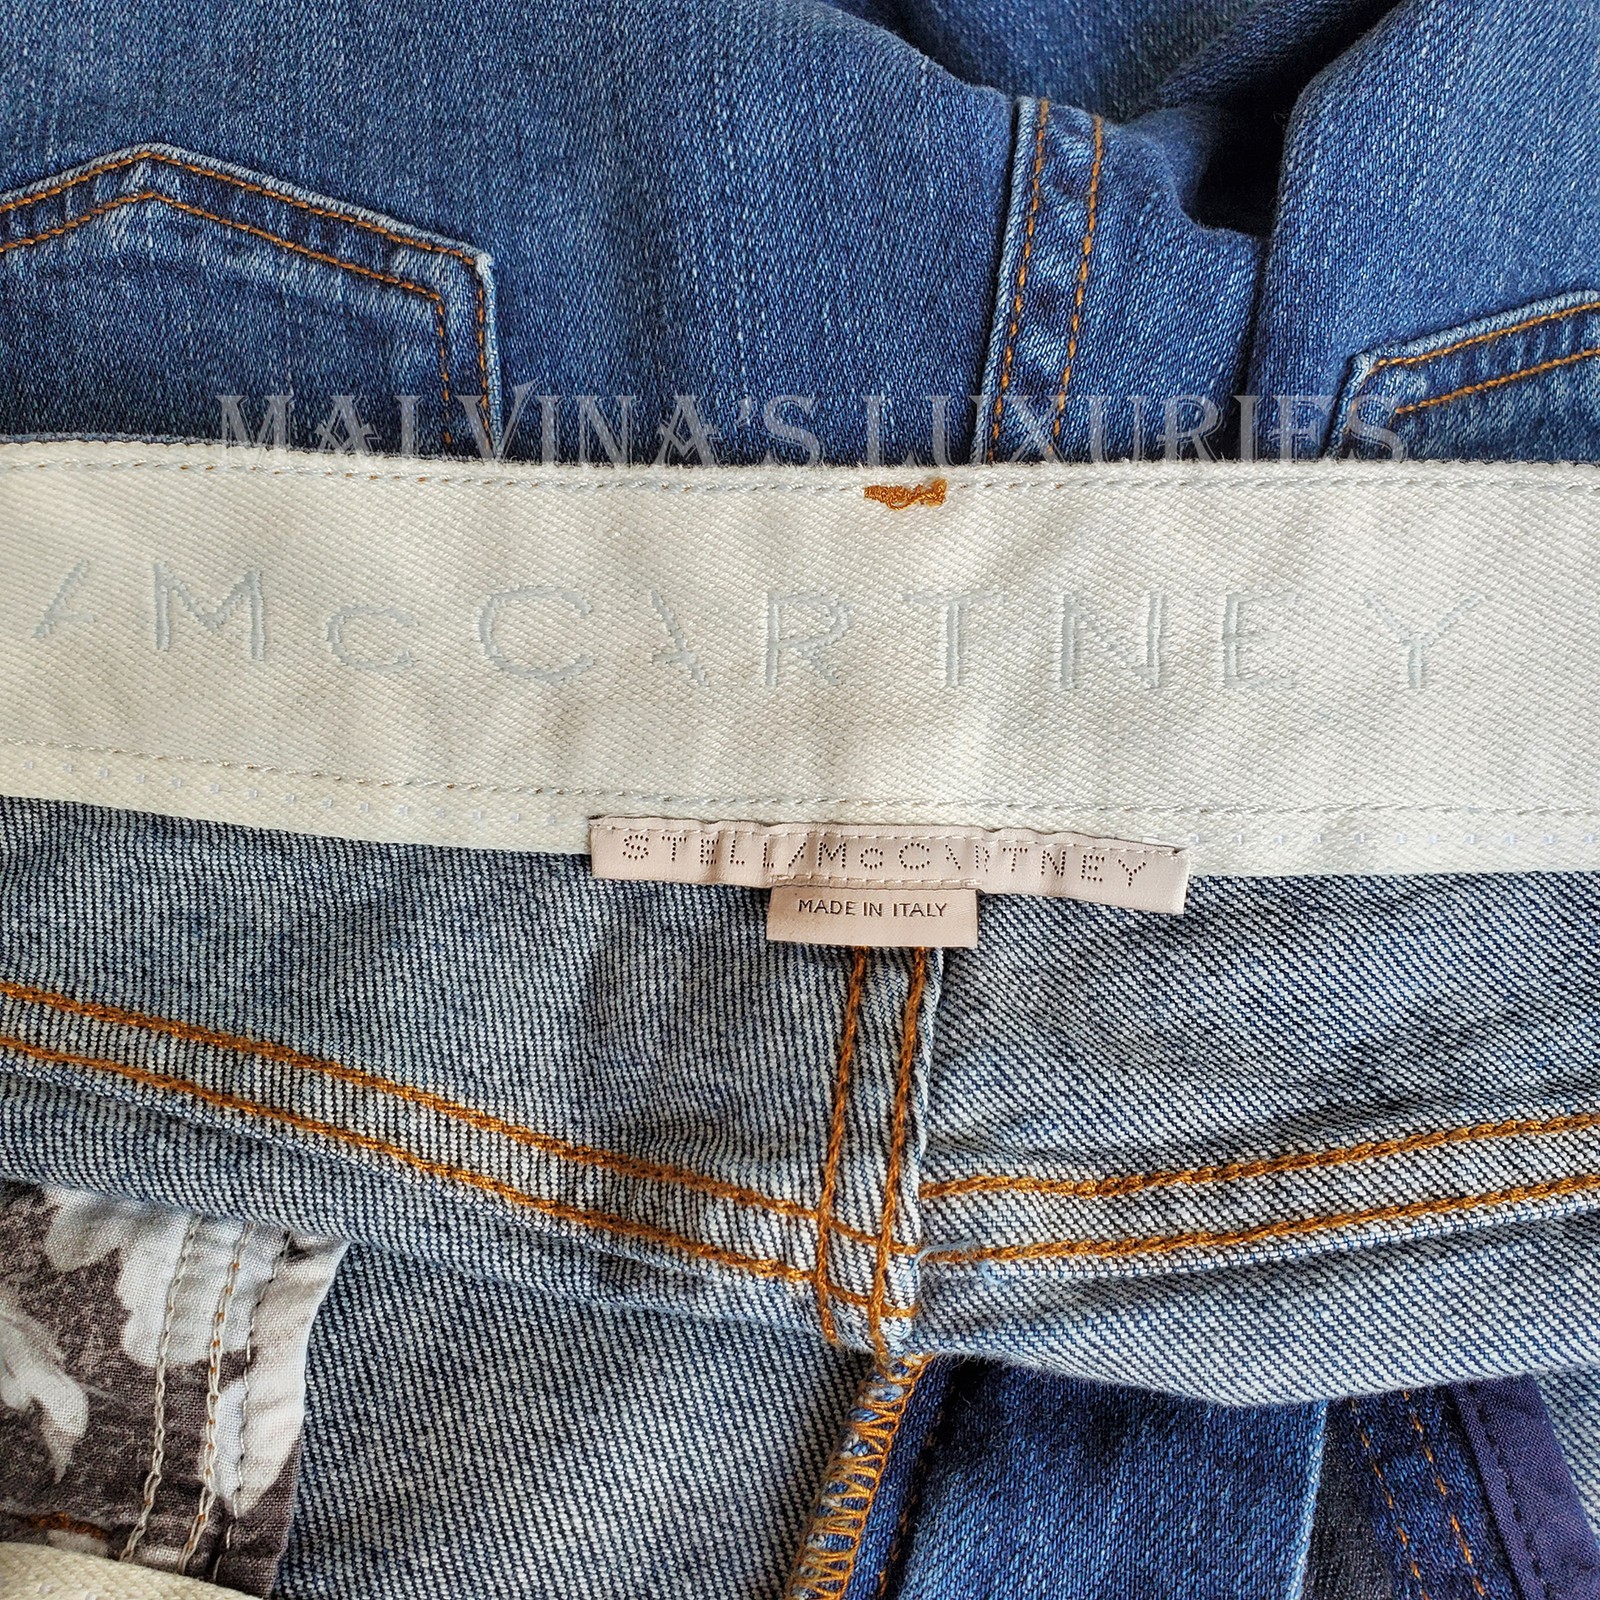 MALVINA'S LUXURIES
McCARTNEY
STELLA McCARTNEY
MADE IN ITALY